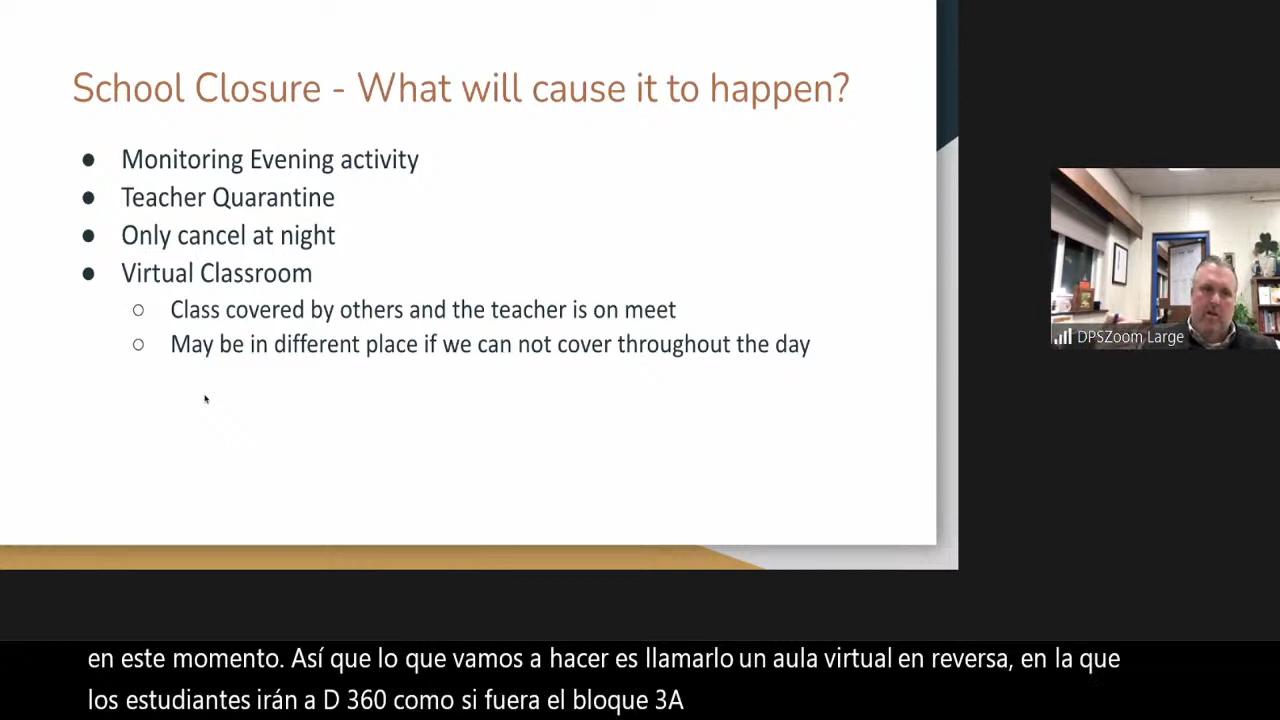 School Closure - What will cause it to happen?
● Monitoring Evening activity
● Teacher Quarantine
● Only cancel at night
● Virtual Classroom
○ Class covered by others and the teacher is on meet
○ May be in different place if we can not cover throughout the day
DPSZoom Large
en este momento. Así que lo que vamos a hacer es llamarlo un aula virtual en reversa, en la que
los estudiantes irán a D 360 como si fuera el bloque 3A